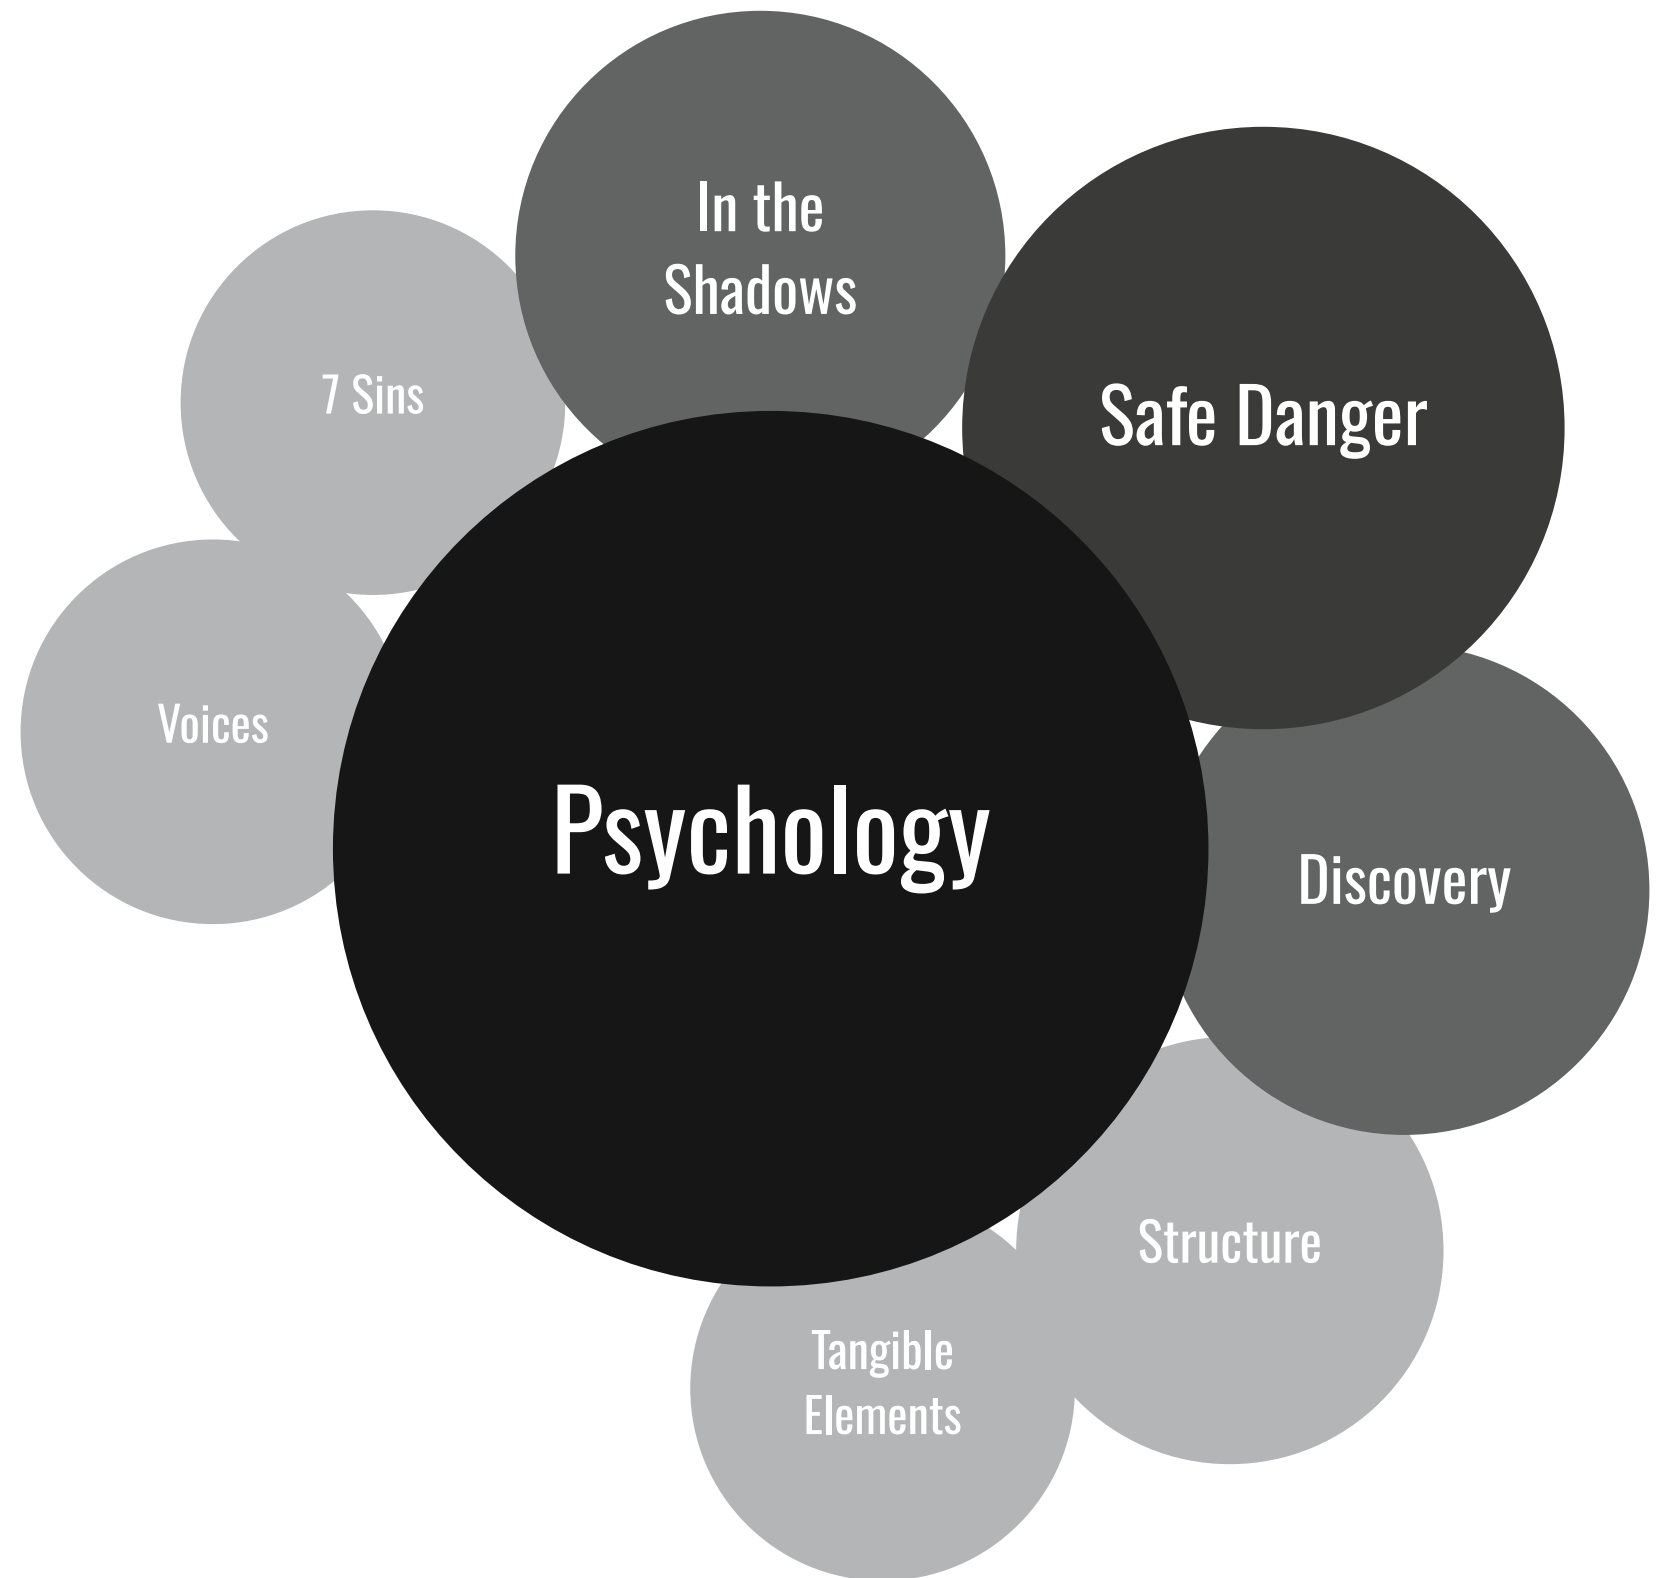 In the
Shadows
Safe Danger
7 Sins
Voices
Psychology
Discovery
Structure
Tangible
Elements